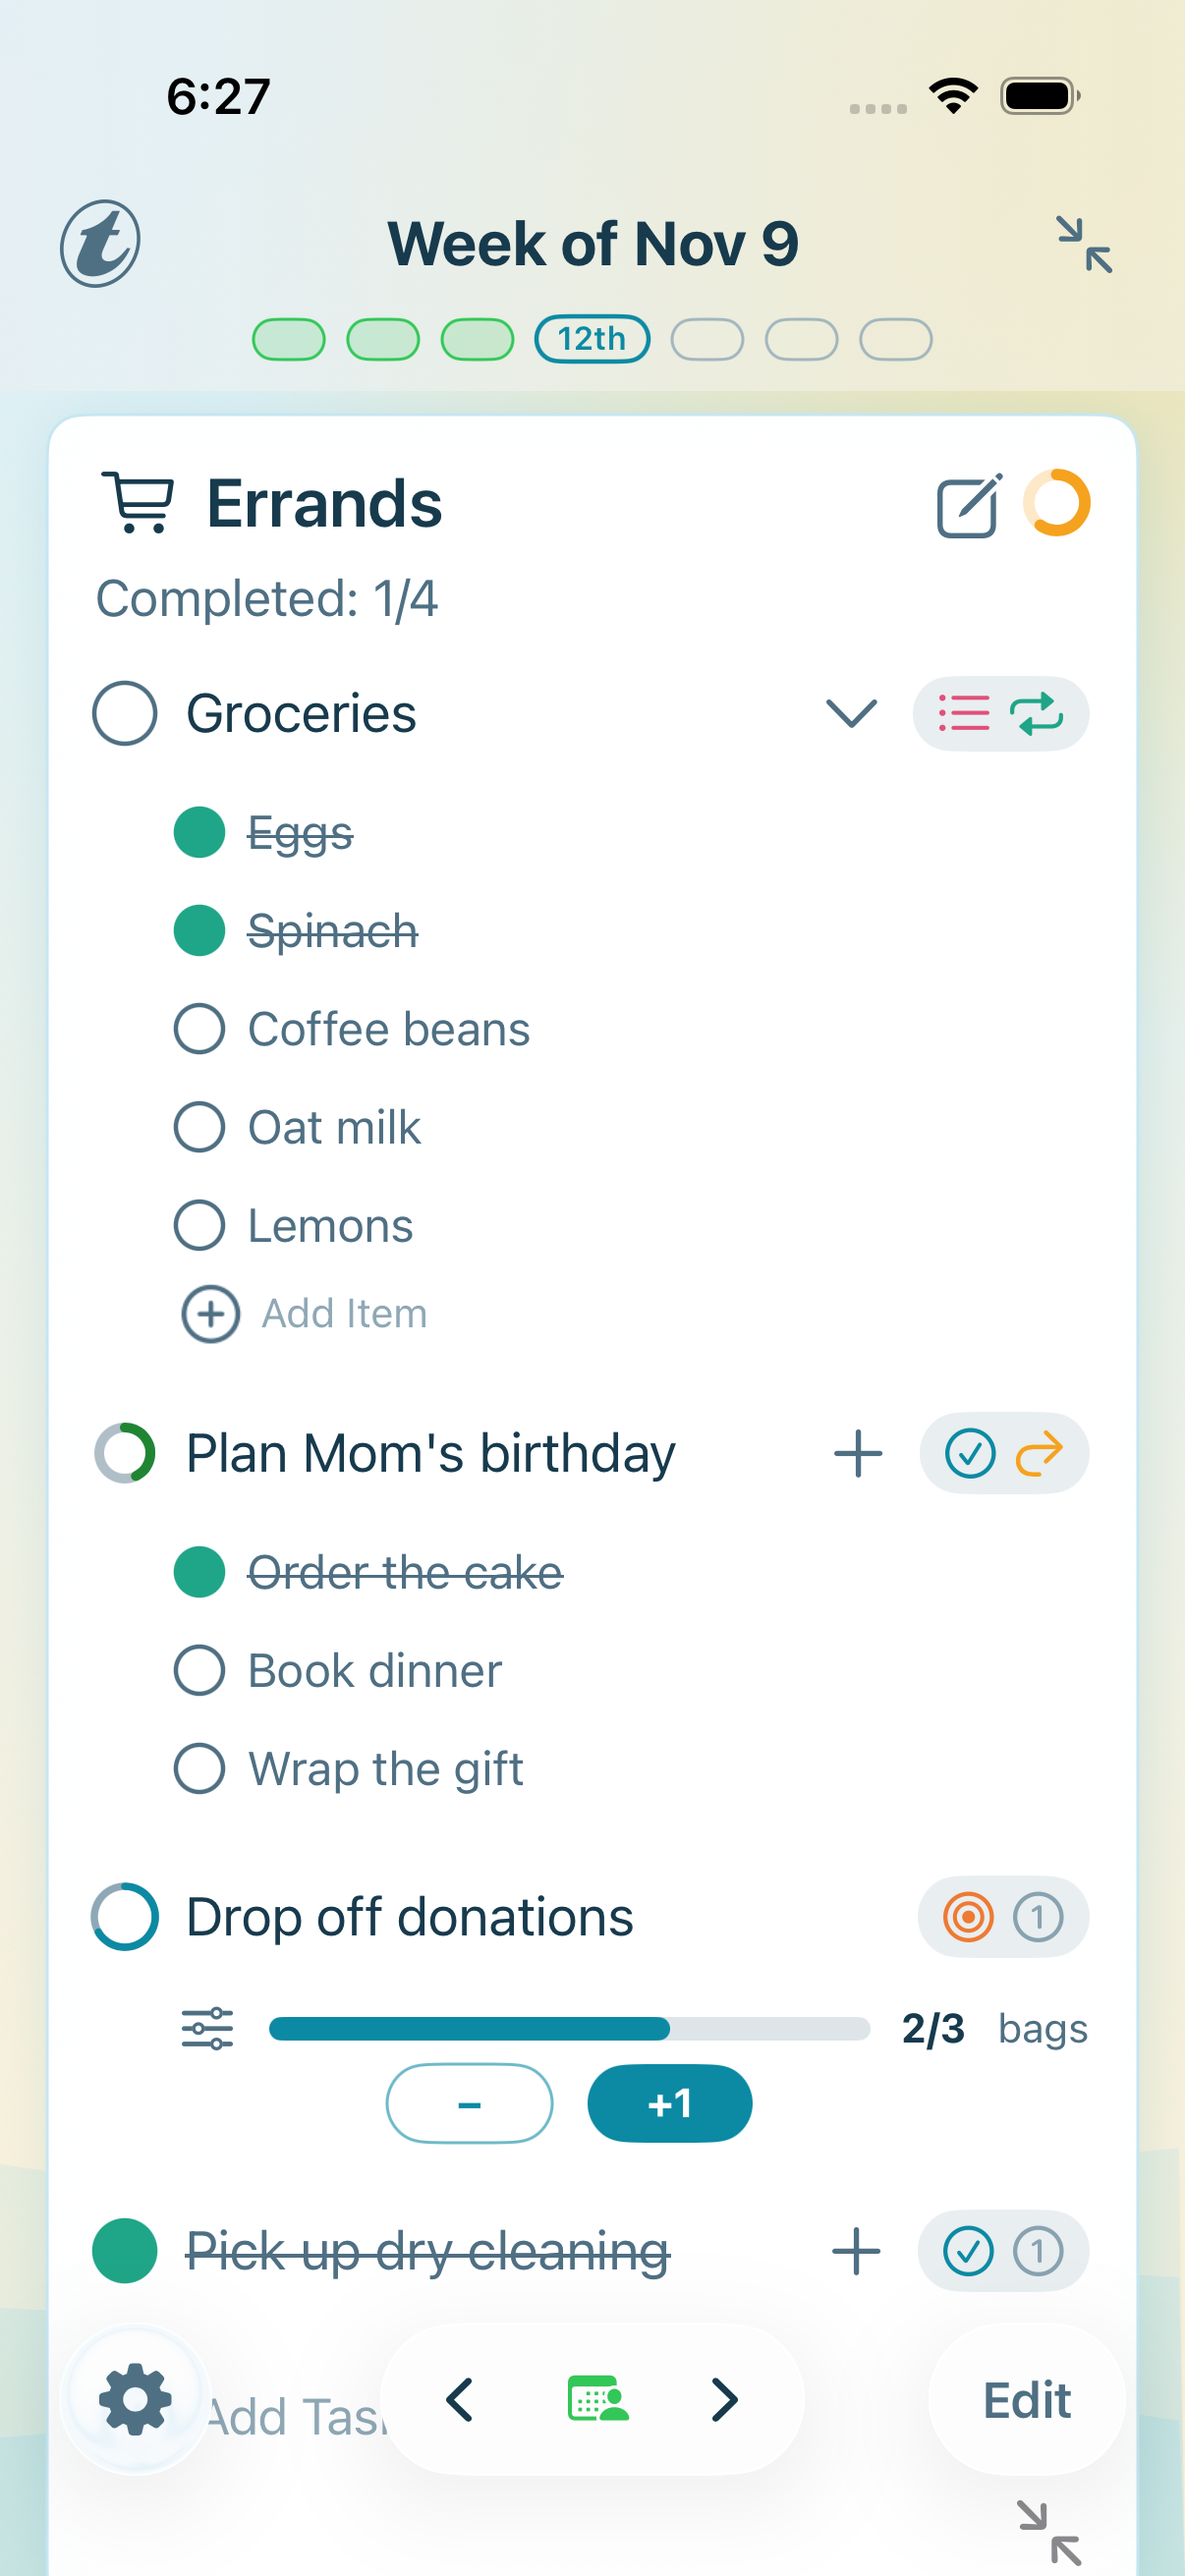 6:27
t
Week of Nov 9
12th
Errands
Completed: 1/4
Groceries
Eggs
Spinach
Coffee beans
Oat milk
Lemons
Add Item
Plan Mom's birthday
Order the cake
Book dinner
Wrap the gift
Drop off donations
1
2/3 bags
– +1
Pick up dry cleaning
1
Add Tas
Edit